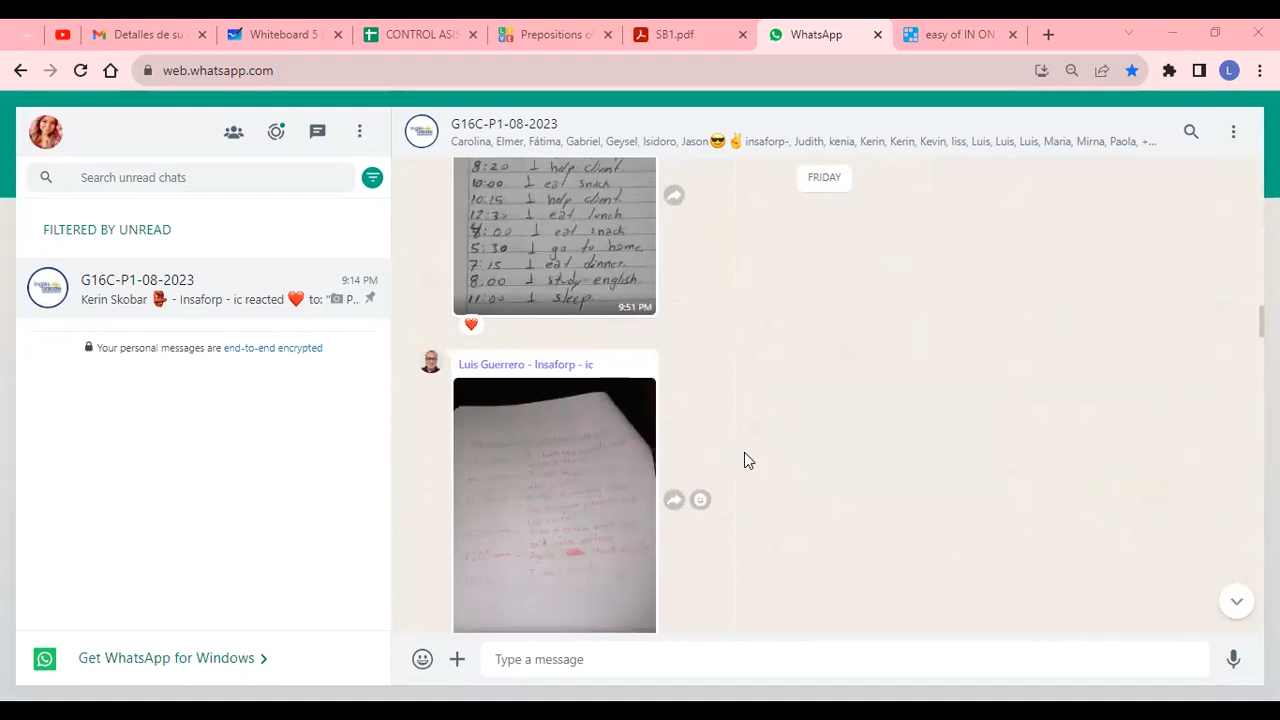 Detalles de su
Whiteboard 5
CONTROL ASIS
Prepositions of
SB1.pdf
WhatsApp
easy of IN ON
web.whatsapp.com
L
Search unread chats
FILTERED BY UNREAD
G16C-P1-08-2023
9:14 PM
Kerin Skobar 👺 - Insaforp - ic reacted ❤️ to: "📷 P...
Your personal messages are end-to-end encrypted
Get WhatsApp for Windows
G16C-P1-08-2023
Carolina, Elmer, Fátima, Gabriel, Geysel, Isidoro, Jason😎✌️ insaforp-, Judith, kenia, Kerin, Kerin, Kevin, liss, Luis, Luis, Luis, Maria, Mirna, Paola, +...
FRIDAY
8:20 I help client
10:00 I eat snack
10:15 I help client
12:30 I eat lunch
4:00 I eat snack
5:30 I go to home
7:15 I eat dinner
8:00 I study english
11:00 I sleep
9:51 PM
Luis Guerrero - Insaforp - ic
Type a message